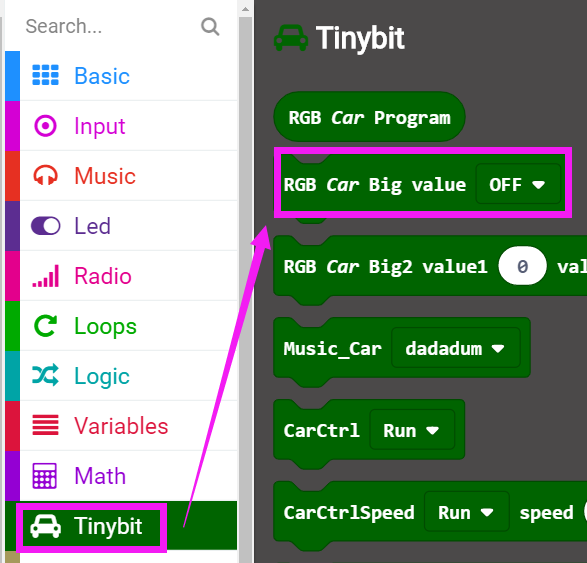 Search...
Basic
Input
Music
Led
Radio
Loops
Logic
Variables
Math
Tinybit
Tinybit
RGB Car Program
RGB Car Big value OFF
RGB Car Big2 value1 0 val
Music_Car dadadum
CarCtrl Run
CarCtrlSpeed Run speed